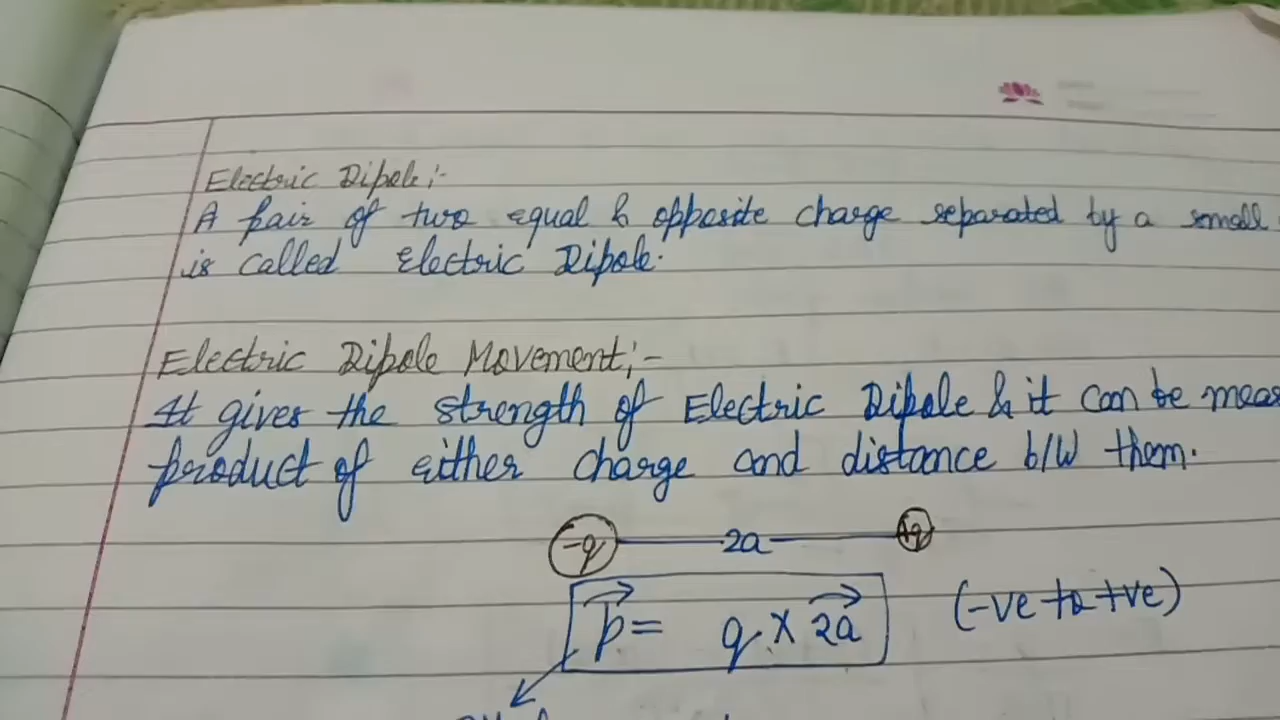 Electric Dipole:-
A pair of two equal & opposite charge separated by a small
is called Electric Dipole.
Electric Dipole Movement:-
It gives the strength of Electric Dipole & it can be meas
product of either charge and distance b/w them.
-q 2a +q
p⃗ = q × 2a⃗ (-ve to +ve)